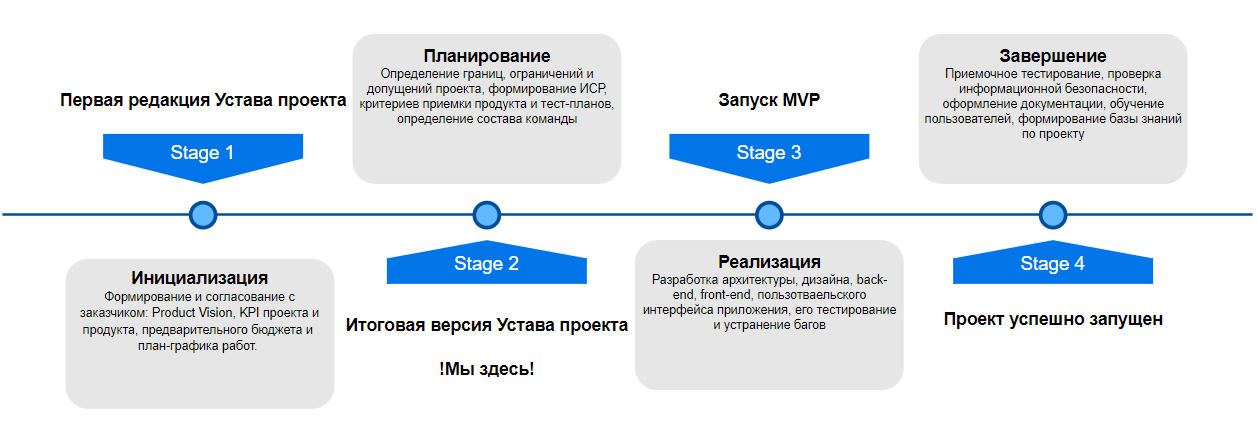 Первая редакция Устава проекта
Stage 1
Инициализация
Формирование и согласование с
заказчиком: Product Vision, KPI проекта и
продукта, предварительного бюджета и
план-графика работ.
Планирование
Определение границ, ограничений и
допущений проекта, формирование ИСР,
критериев приемки продукта и тест-планов,
определение состава команды
Stage 2
Итоговая версия Устава проекта
!Мы здесь!
Запуск MVP
Stage 3
Реализация
Разработка архитектуры, дизайна, back-
end, front-end, пользотваельского
интерфейса приложения, его тестирование
и устранение багов
Завершение
Приемочное тестирование, проверка
информационной безопасности,
оформление документации, обучение
пользователей, формирование базы знаний
по проекту
Stage 4
Проект успешно запущен